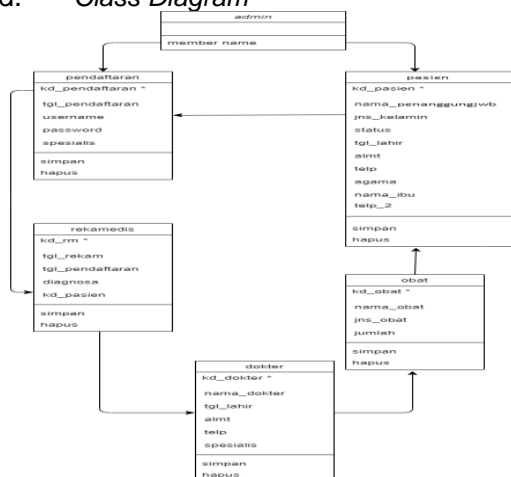 d. Class Diagram
admin
member name
pendaftaran
kd_pendaftaran *
tgl_pendaftaran
username
password
spesialis
simpan
hapus
pasien
kd_pasien *
nama_penanggungjwb
jns_kelamin
status
tgl_lahir
almt
telp
agama
nama_ibu
telp_2
simpan
hapus
rekamedis
kd_rm *
tgl_rekam
tgl_pendaftaran
diagnosa
kd_pasien
simpan
hapus
obat
kd_obat *
nama_obat
jns_obat
jumlah
simpan
hapus
dokter
kd_dokter *
nama_dokter
tgl_lahir
almt
telp
spesialis
simpan
hapus